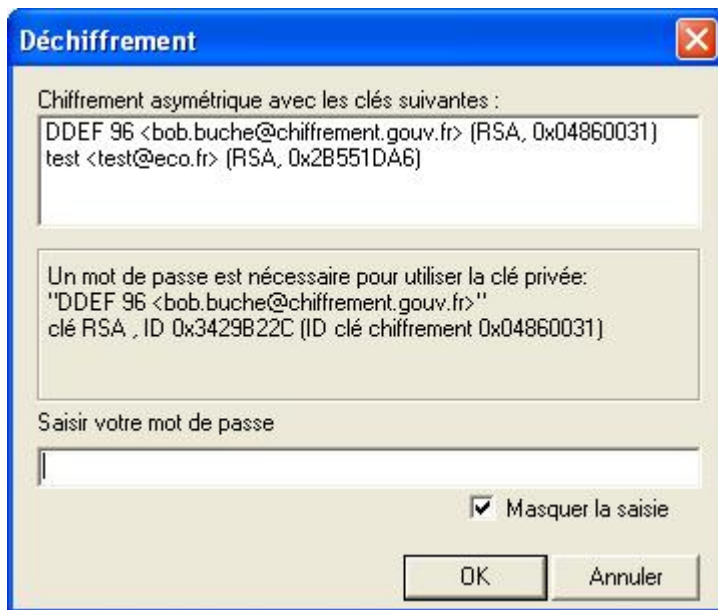 Déchiffrement
Chiffrement asymétrique avec les clés suivantes :
DDEF 96 <bob.buche@chiffrement.gouv.fr> (RSA, 0x04860031)
test <test@eco.fr> (RSA, 0x2B551DA6)
Un mot de passe est nécessaire pour utiliser la clé privée:
"DDEF 96 <bob.buche@chiffrement.gouv.fr>"
clé RSA , ID 0x3429B22C (ID clé chiffrement 0x04860031)
Saisir votre mot de passe
Masquer la saisie
OK
Annuler